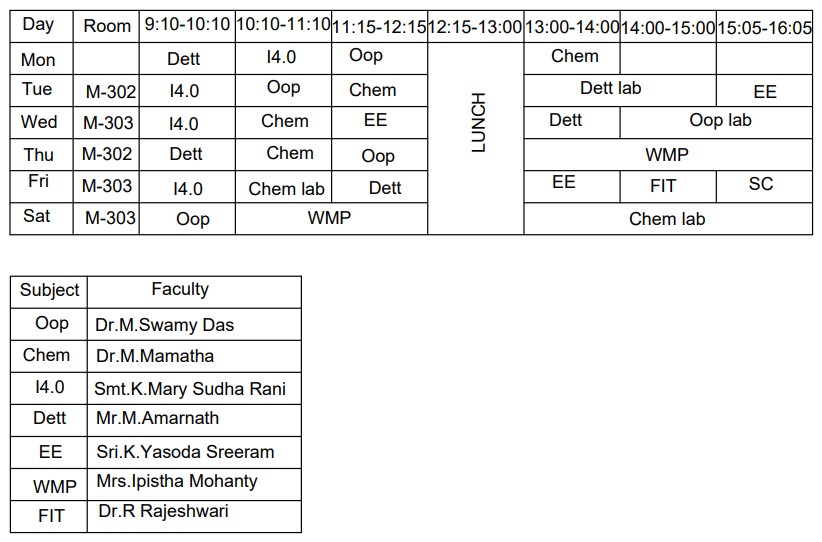 Day Room 9:10-10:10 10:10-11:10 11:15-12:15 12:15-13:00 13:00-14:00 14:00-15:00 15:05-16:05
Mon Dett I4.0 Oop Chem
Tue M-302 I4.0 Oop Chem Dett lab EE
Wed M-303 I4.0 Chem EE Dett Oop lab
LUNCH
Thu M-302 Dett Chem Oop WMP
Fri M-303 I4.0 Chem lab Dett EE FIT SC
Sat M-303 Oop WMP Chem lab
Subject Faculty
Oop Dr.M.Swamy Das
Chem Dr.M.Mamatha
I4.0 Smt.K.Mary Sudha Rani
Dett Mr.M.Amarnath
EE Sri.K.Yasoda Sreeram
WMP Mrs.Ipistha Mohanty
FIT Dr.R Rajeshwari